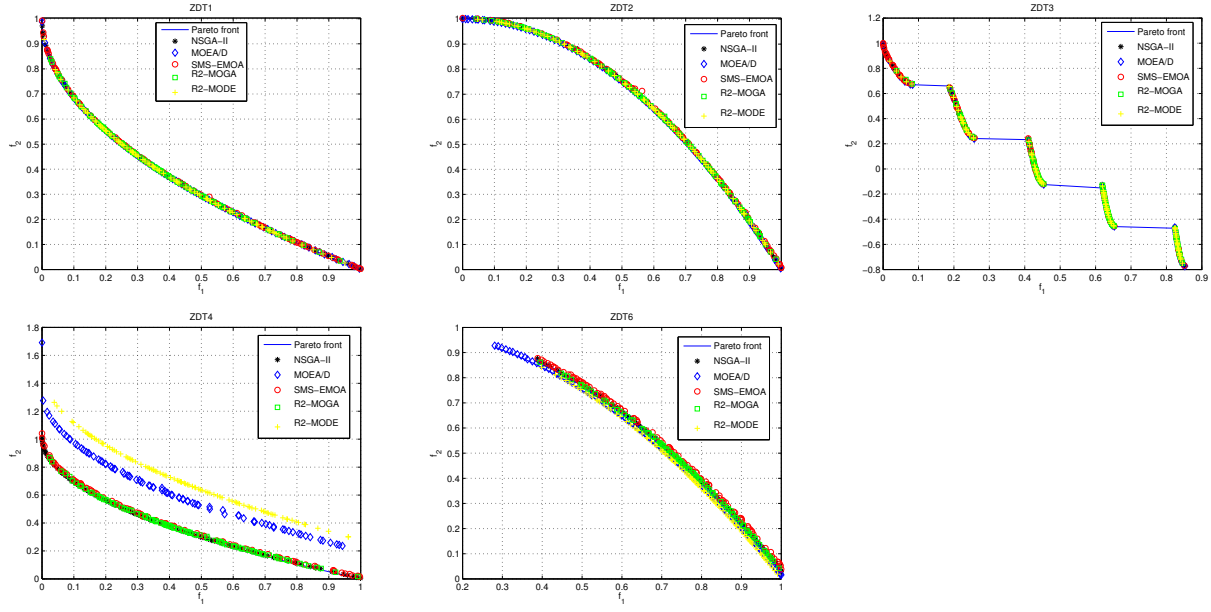 ZDT1
1
0.9
0.8
0.7
0.6
0.5
0.4
0.3
0.2
0.1
0
f2
0 0.1 0.2 0.3 0.4 0.5 0.6 0.7 0.8 0.9 1
f1
Pareto front
NSGA-II
MOEA/D
SMS-EMOA
R2-MOGA
R2-MODE
ZDT2
1
0.9
0.8
0.7
0.6
0.5
0.4
0.3
0.2
0.1
0
f2
0 0.1 0.2 0.3 0.4 0.5 0.6 0.7 0.8 0.9 1
f1
Pareto front
NSGA-II
MOEA/D
SMS-EMOA
R2-MOGA
R2-MODE
ZDT3
1.2
1
0.8
0.6
0.4
0.2
0
−0.2
−0.4
−0.6
−0.8
f2
0 0.1 0.2 0.3 0.4 0.5 0.6 0.7 0.8 0.9
f1
Pareto front
NSGA-II
MOEA/D
SMS-EMOA
R2-MOGA
R2-MODE
ZDT4
1.8
1.6
1.4
1.2
1
0.8
0.6
0.4
0.2
0
f2
0 0.1 0.2 0.3 0.4 0.5 0.6 0.7 0.8 0.9 1
f1
Pareto front
NSGA-II
MOEA/D
SMS-EMOA
R2-MOGA
R2-MODE
ZDT6
1
0.9
0.8
0.7
0.6
0.5
0.4
0.3
0.2
0.1
0
f2
0.2 0.3 0.4 0.5 0.6 0.7 0.8 0.9 1
f1
Pareto front
NSGA-II
MOEA/D
SMS-EMOA
R2-MOGA
R2-MODE